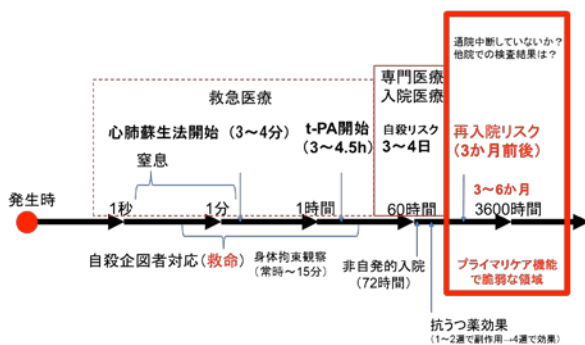 通院中断していないか？
他院での検査結果は？
専門医療
入院医療
救急医療
心肺蘇生法開始（3〜4分）
t-PA開始
（3〜4.5h）
自殺リスク
3〜4日
再入院リスク
（3か月前後）
窒息
3〜6か月
発生時
1秒
1分
1時間
60時間
3600時間
自殺企図者対応（救命）
身体拘束観察
（常時〜15分）
非自発的入院
（72時間）
プライマリケア機能
で脆弱な領域
抗うつ薬効果
（1〜2週で副作用→4週で効果）